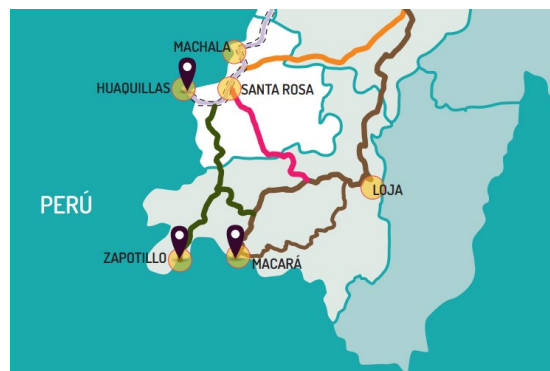 MACHALA
HUAQUILLAS
SANTA ROSA
LOJA
PERÚ
ZAPOTILLO
MACARÁ